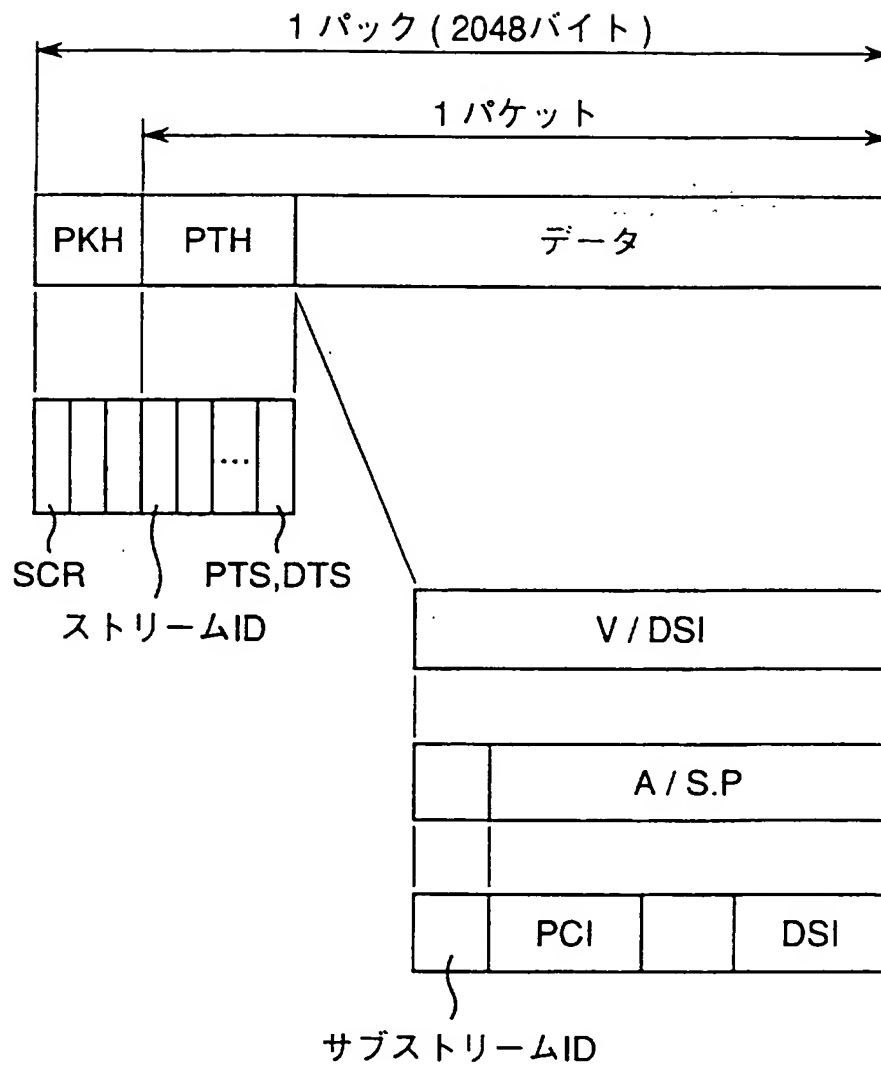 1 パック ( 2048バイト )
1 パケット
PKH
PTH
データ
...
SCR
PTS,DTS
ストリームID
V / DSI
A / S.P
PCI
DSI
サブストリームID